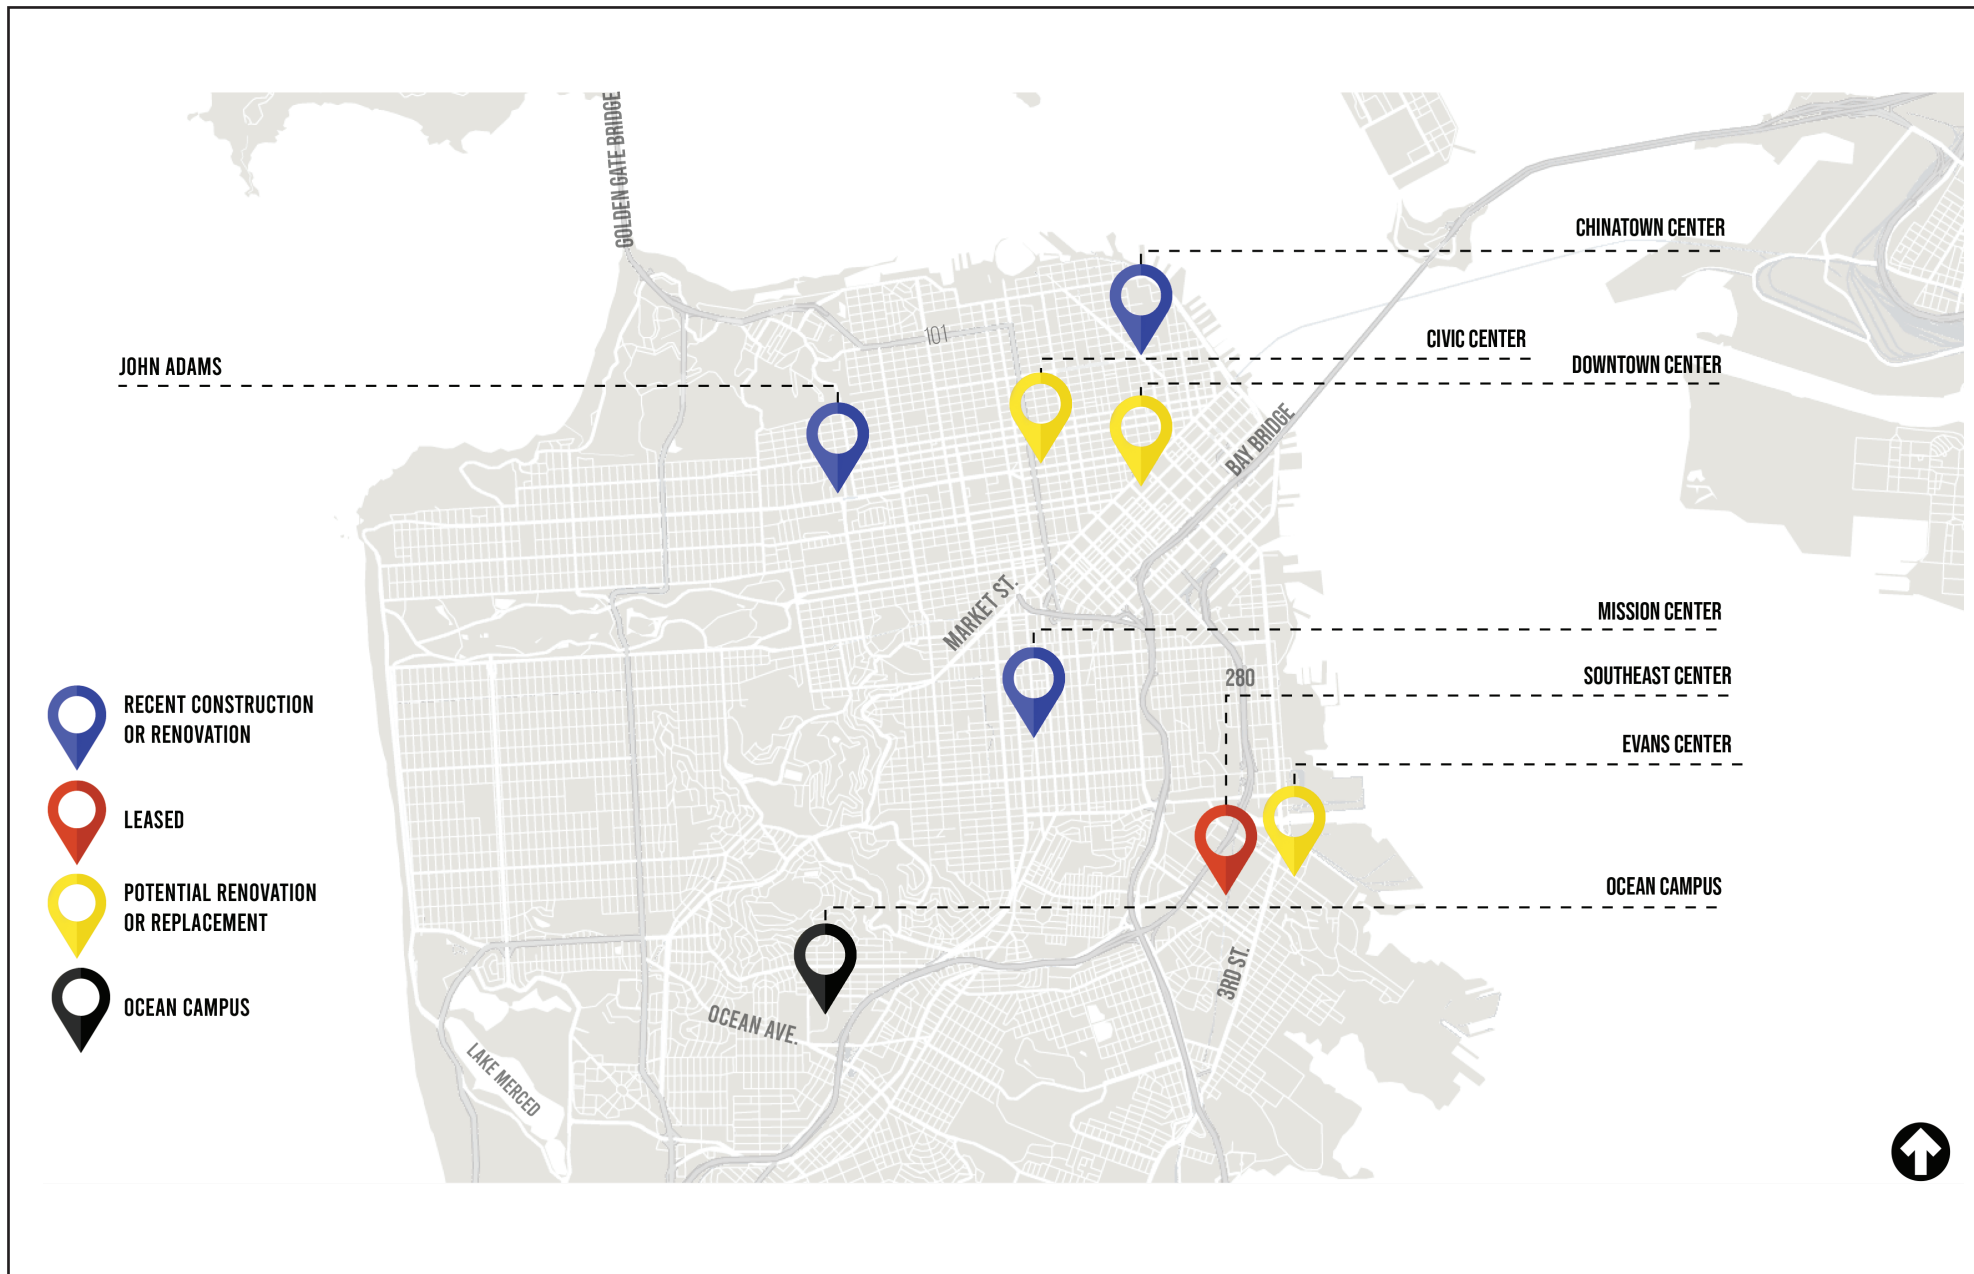 GOLDEN GATE BRIDGE
CHINATOWN CENTER
101
CIVIC CENTER
JOHN ADAMS
DOWNTOWN CENTER
BAY BRIDGE
MARKET ST.
MISSION CENTER
280
SOUTHEAST CENTER
RECENT CONSTRUCTION
OR RENOVATION
EVANS CENTER
LEASED
POTENTIAL RENOVATION
OR REPLACEMENT
OCEAN CAMPUS
3RD ST.
OCEAN CAMPUS
OCEAN AVE.
LAKE MERCED